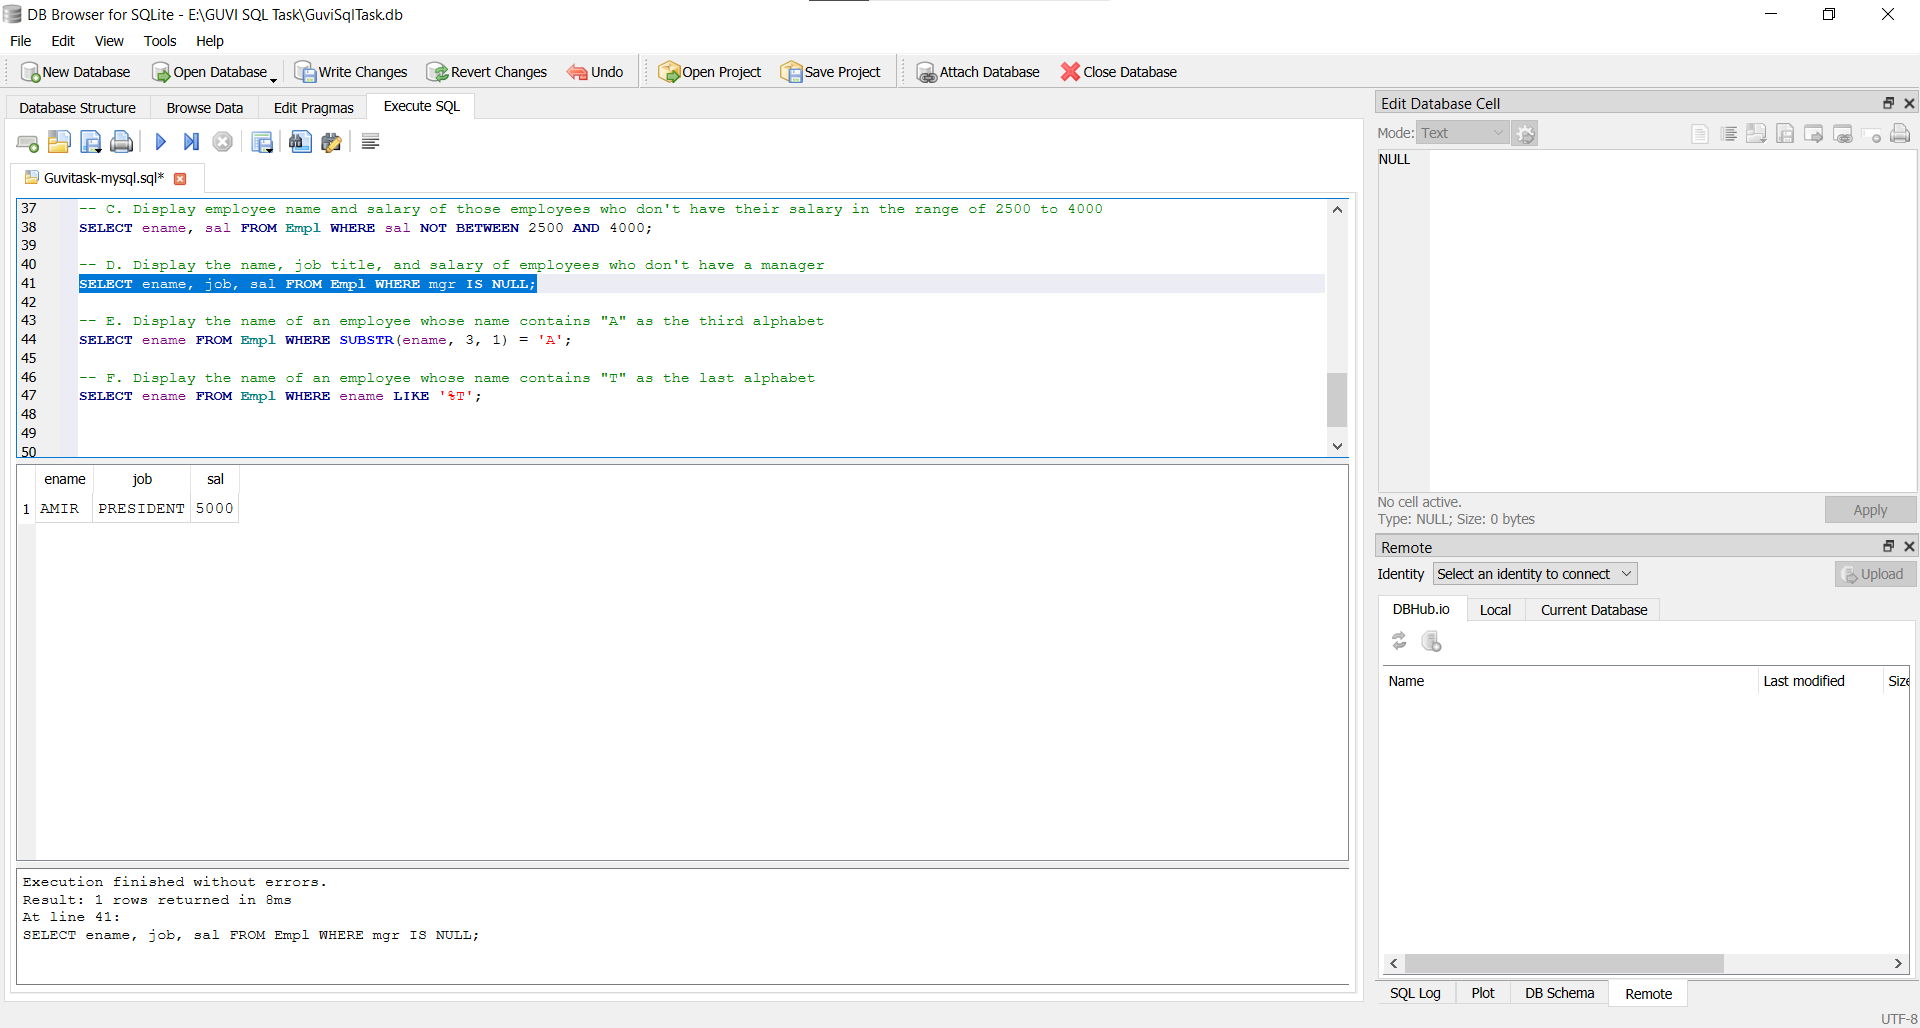 DB Browser for SQLite - E:\GUVI SQL Task\GuviSqlTask.db
File Edit View Tools Help
New Database Open Database Write Changes Revert Changes Undo Open Project Save Project Attach Database Close Database
Database Structure Browse Data Edit Pragmas Execute SQL
Guvitask-mysql.sql*
37 -- C. Display employee name and salary of those employees who don't have their salary in the range of 2500 to 4000
38 SELECT ename, sal FROM Empl WHERE sal NOT BETWEEN 2500 AND 4000;
39
40 -- D. Display the name, job title, and salary of employees who don't have a manager
41 SELECT ename, job, sal FROM Empl WHERE mgr IS NULL;
42
43 -- E. Display the name of an employee whose name contains "A" as the third alphabet
44 SELECT ename FROM Empl WHERE SUBSTR(ename, 3, 1) = 'A';
45
46 -- F. Display the name of an employee whose name contains "T" as the last alphabet
47 SELECT ename FROM Empl WHERE ename LIKE '%T';
48
49
50
ename job sal
1 AMIR PRESIDENT 5000
Execution finished without errors.
Result: 1 rows returned in 8ms
At line 41:
SELECT ename, job, sal FROM Empl WHERE mgr IS NULL;
Edit Database Cell
Mode: Text
NULL
No cell active.
Type: NULL; Size: 0 bytes
Apply
Remote
Identity Select an identity to connect Upload
DBHub.io Local Current Database
Name Last modified Size
SQL Log Plot DB Schema Remote
UTF-8